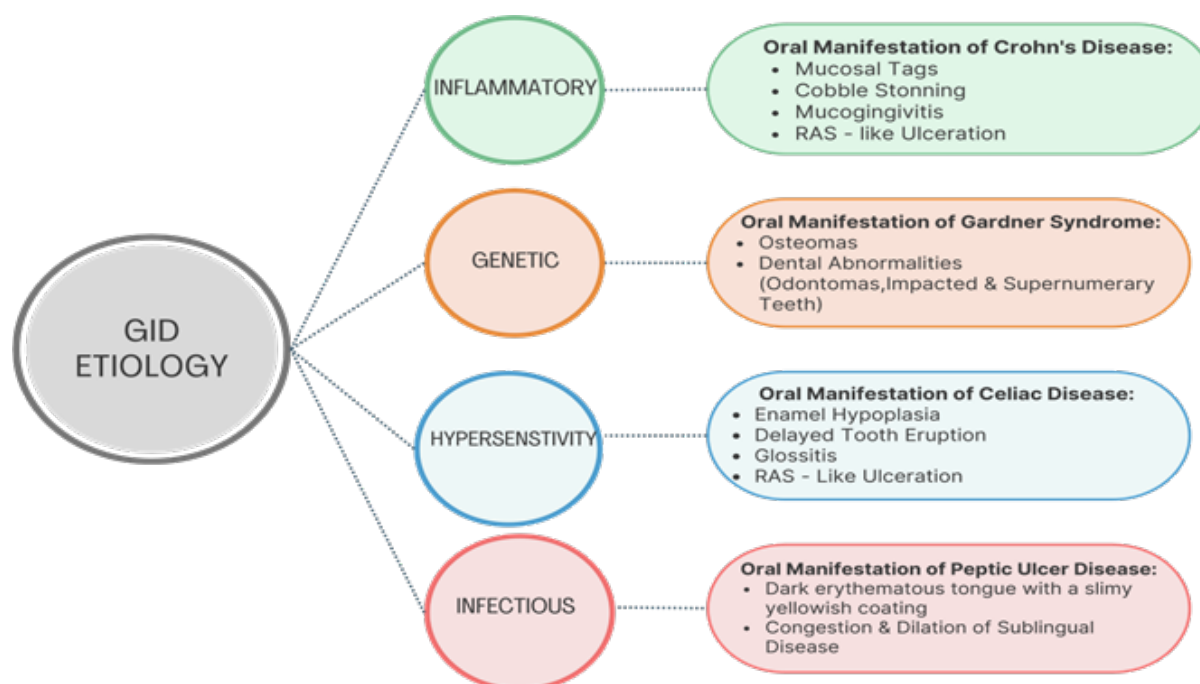 GID
ETIOLOGY
INFLAMMATORY
Oral Manifestation of Crohn's Disease:
• Mucosal Tags
• Cobble Stonning
• Mucogingivitis
• RAS - like Ulceration
GENETIC
Oral Manifestation of Gardner Syndrome:
• Osteomas
• Dental Abnormalities
(Odontomas,Impacted & Supernumerary
Teeth)
HYPERSENSTIVITY
Oral Manifestation of Celiac Disease:
• Enamel Hypoplasia
• Delayed Tooth Eruption
• Glossitis
• RAS - Like Ulceration
INFECTIOUS
Oral Manifestation of Peptic Ulcer Disease:
• Dark erythematous tongue with a slimy
yellowish coating
• Congestion & Dilation of Sublingual
Disease